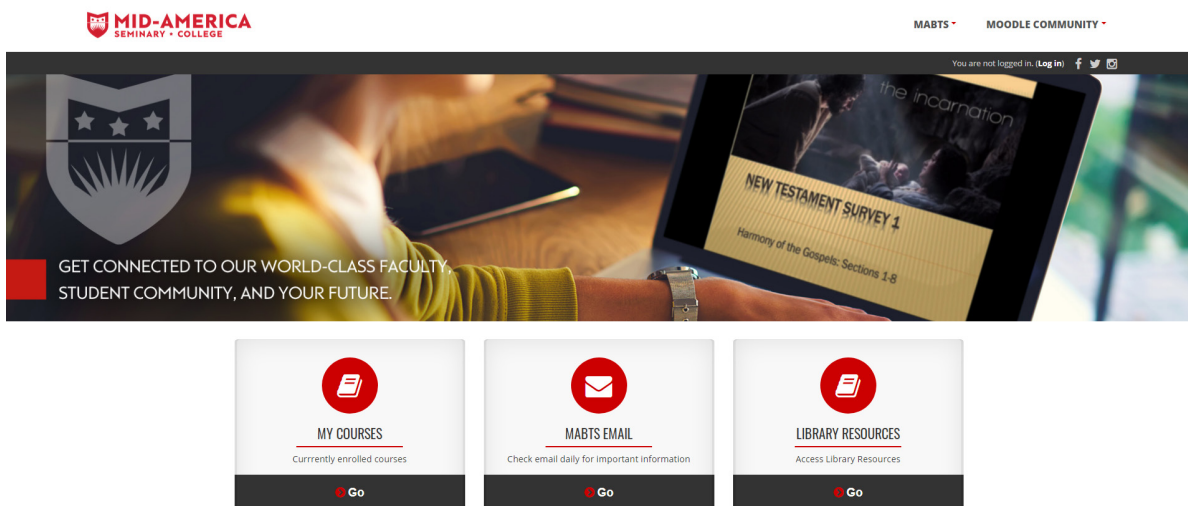 MID-AMERICA
SEMINARY • COLLEGE
MABTS
MOODLE COMMUNITY
You are not logged in. (Log in)
the incarnation
NEW TESTAMENT SURVEY 1
Harmony of the Gospels: Sections 1-8
GET CONNECTED TO OUR WORLD-CLASS FACULTY,
STUDENT COMMUNITY, AND YOUR FUTURE.
MY COURSES
Currrently enrolled courses
Go
MABTS EMAIL
Check email daily for important information
Go
LIBRARY RESOURCES
Access Library Resources
Go